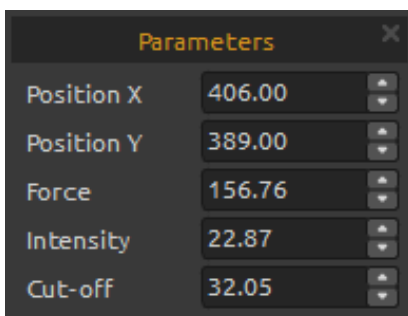 Parameters
Position X 406.00
Position Y 389.00
Force 156.76
Intensity 22.87
Cut-off 32.05